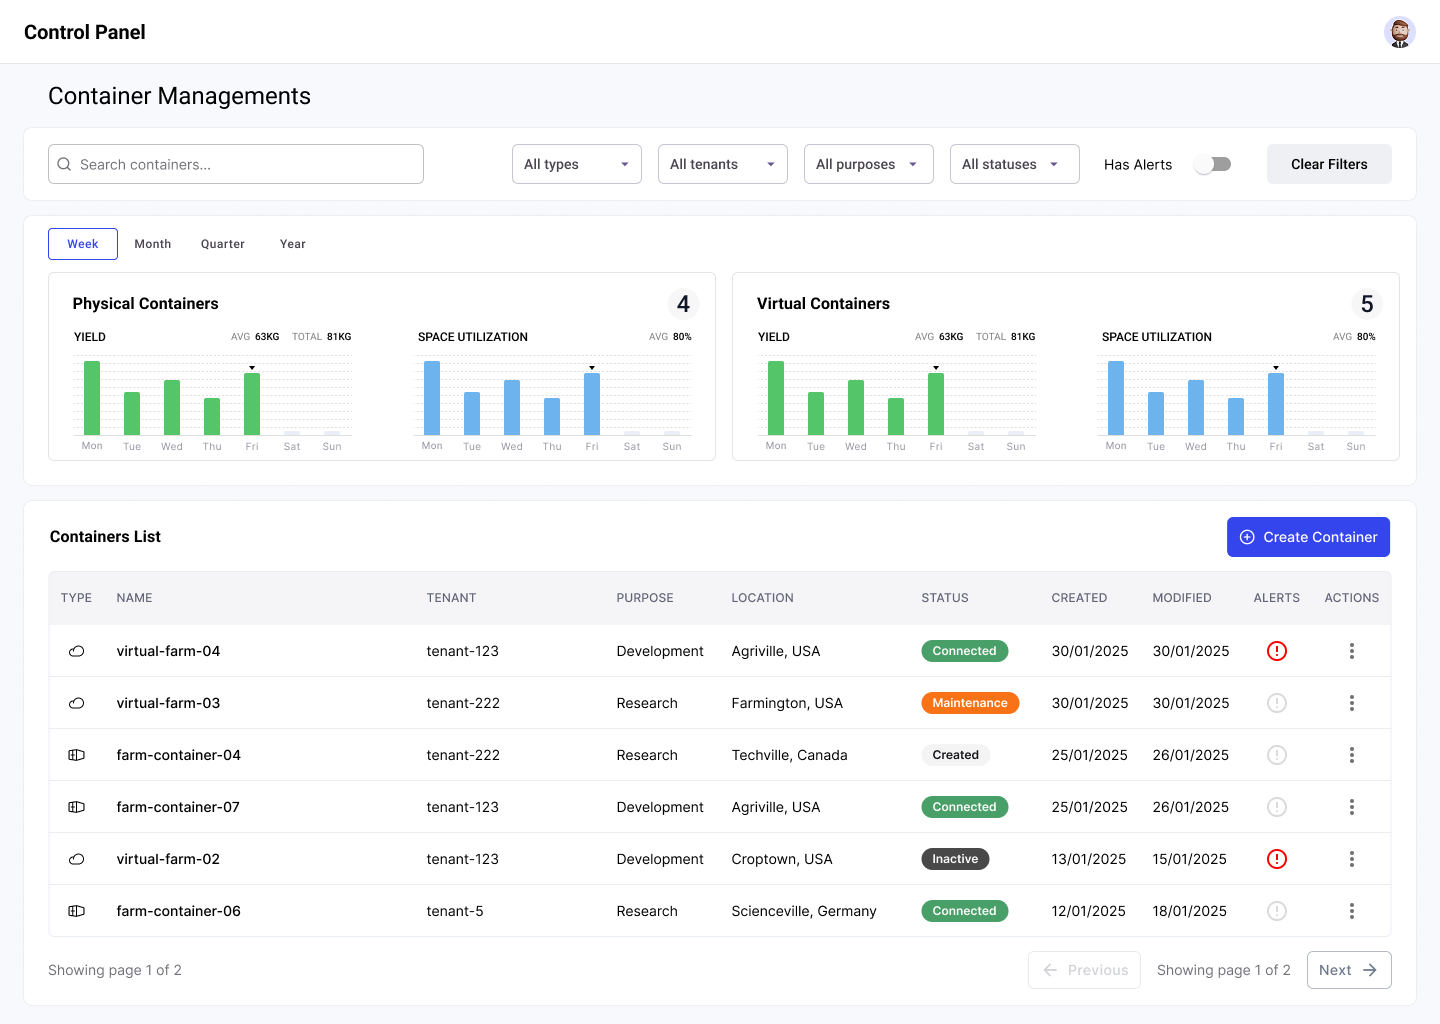 Control Panel
Container Managements
Search containers... All types All tenants All purposes All statuses Has Alerts Clear Filters
Week Month Quarter Year
Physical Containers 4
YIELD AVG 63KG TOTAL 81KG
Mon Tue Wed Thu Fri Sat Sun
SPACE UTILIZATION AVG 80%
Mon Tue Wed Thu Fri Sat Sun
Virtual Containers 5
YIELD AVG 63KG TOTAL 81KG
Mon Tue Wed Thu Fri Sat Sun
SPACE UTILIZATION AVG 80%
Mon Tue Wed Thu Fri Sat Sun
Containers List Create Container
TYPE NAME TENANT PURPOSE LOCATION STATUS CREATED MODIFIED ALERTS ACTIONS
virtual-farm-04 tenant-123 Development Agriville, USA Connected 30/01/2025 30/01/2025
virtual-farm-03 tenant-222 Research Farmington, USA Maintenance 30/01/2025 30/01/2025
farm-container-04 tenant-222 Research Techville, Canada Created 25/01/2025 26/01/2025
farm-container-07 tenant-123 Development Agriville, USA Connected 25/01/2025 26/01/2025
virtual-farm-02 tenant-123 Development Croptown, USA Inactive 13/01/2025 15/01/2025
farm-container-06 tenant-5 Research Scienceville, Germany Connected 12/01/2025 18/01/2025
Showing page 1 of 2 Previous Showing page 1 of 2 Next